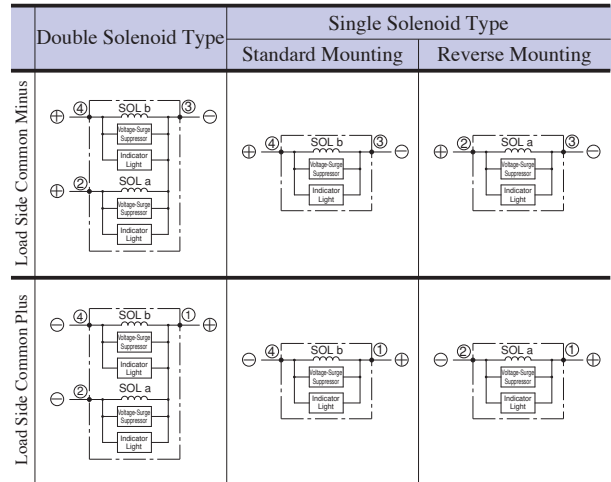 Double Solenoid Type
Single Solenoid Type
Standard Mounting
Reverse Mounting
Load Side Common Minus
⊕ ④ SOL b ③ ⊖
Voltage-Surge
Suppressor
Indicator
Light
⊕ ② SOL a
Voltage-Surge
Suppressor
Indicator
Light
⊕ ④ SOL b ③ ⊖
Voltage-Surge
Suppressor
Indicator
Light
⊕ ② SOL a ③ ⊖
Voltage-Surge
Suppressor
Indicator
Light
Load Side Common Plus
⊖ ④ SOL b ① ⊕
Voltage-Surge
Suppressor
Indicator
Light
⊖ ② SOL a
Voltage-Surge
Suppressor
Indicator
Light
⊖ ④ SOL b ① ⊕
Voltage-Surge
Suppressor
Indicator
Light
⊖ ② SOL a ① ⊕
Voltage-Surge
Suppressor
Indicator
Light